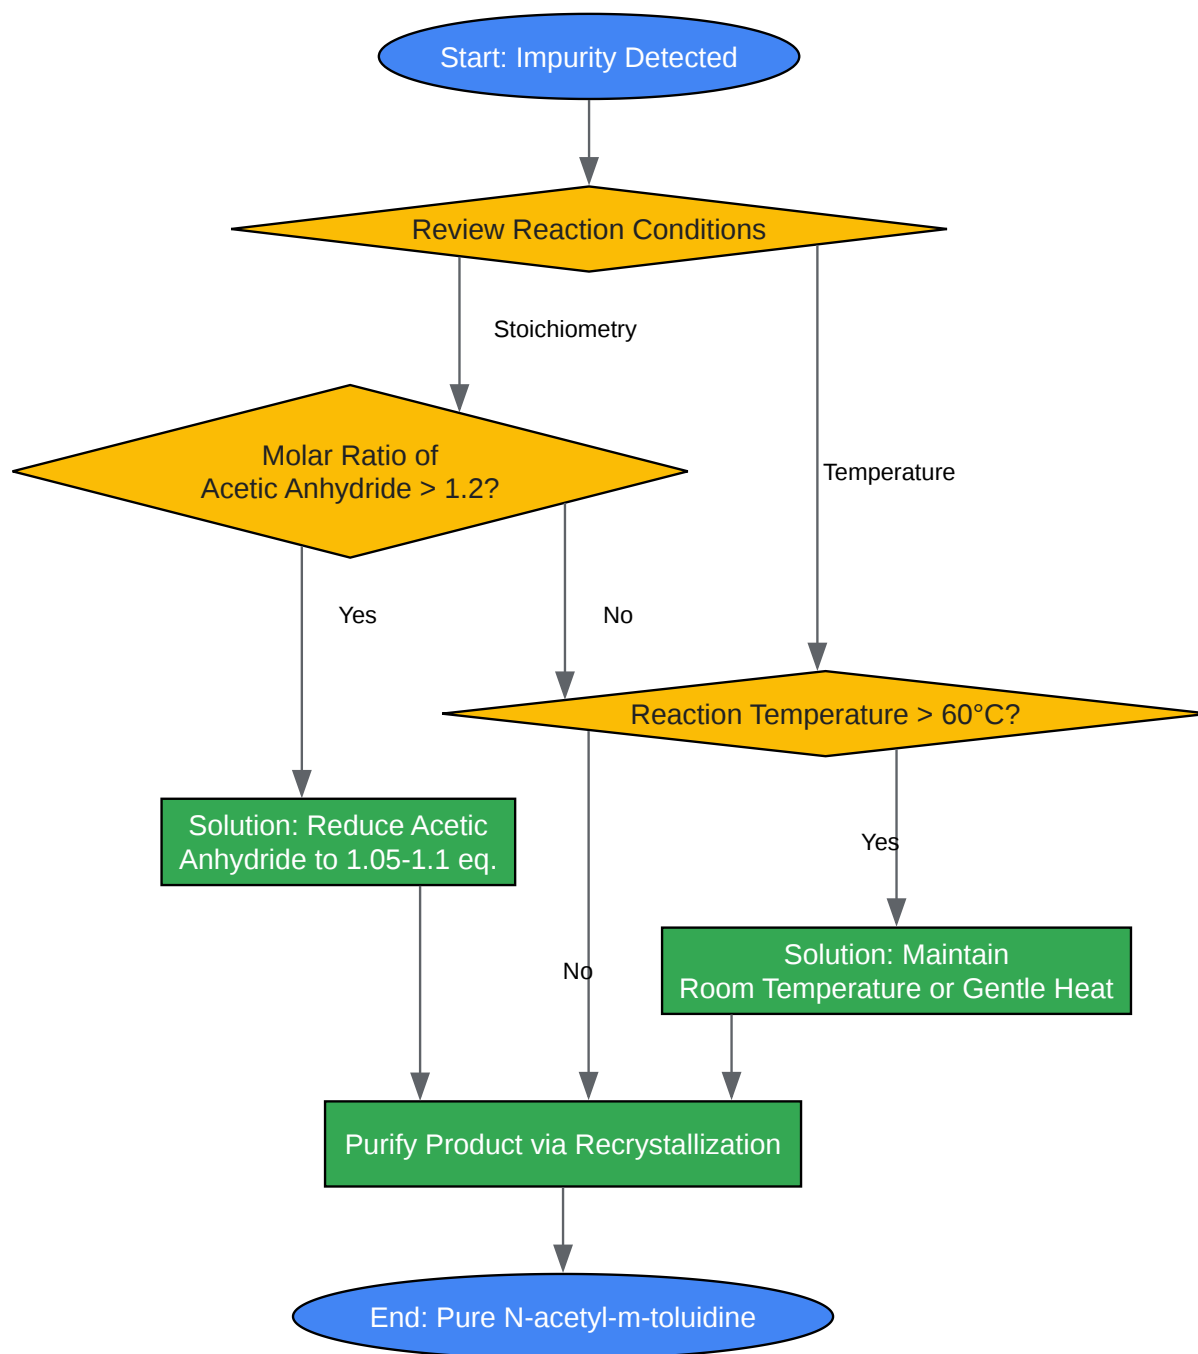 Start: Impurity Detected
Review Reaction Conditions
Stoichiometry
Molar Ratio of
Acetic Anhydride > 1.2?
Temperature
Yes
No
Reaction Temperature > 60°C?
Solution: Reduce Acetic
Anhydride to 1.05-1.1 eq.
Yes
No
Solution: Maintain
Room Temperature or Gentle Heat
Purify Product via Recrystallization
End: Pure N-acetyl-m-toluidine